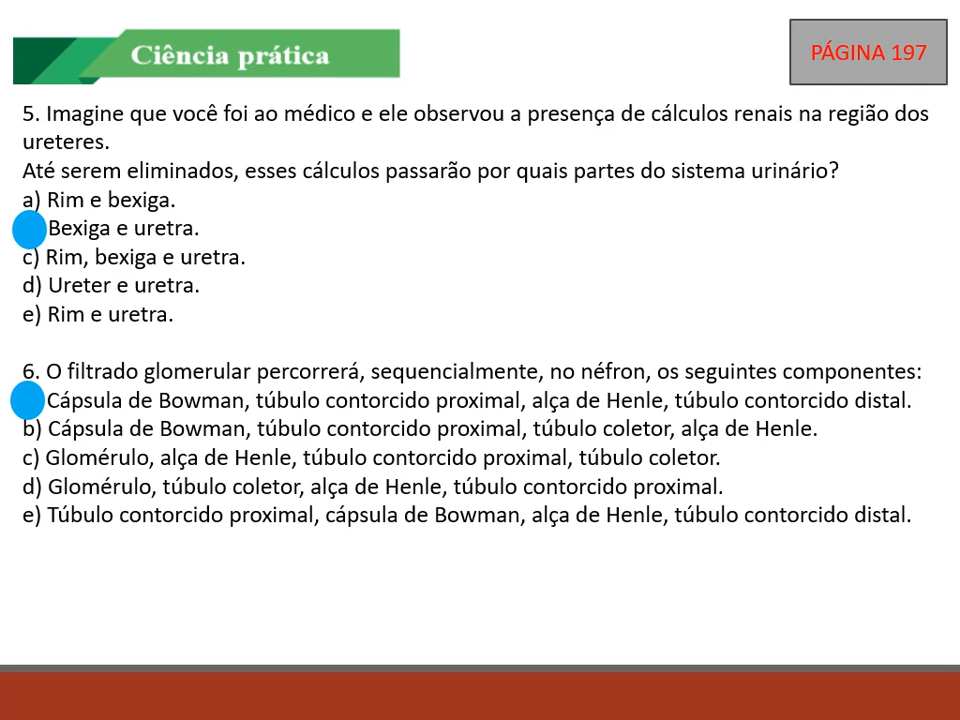 Ciência prática
PÁGINA 197
5. Imagine que você foi ao médico e ele observou a presença de cálculos renais na região dos
ureteres.
Até serem eliminados, esses cálculos passarão por quais partes do sistema urinário?
a) Rim e bexiga.
Bexiga e uretra.
c) Rim, bexiga e uretra.
d) Ureter e uretra.
e) Rim e uretra.
6. O filtrado glomerular percorrerá, sequencialmente, no néfron, os seguintes componentes:
Cápsula de Bowman, túbulo contorcido proximal, alça de Henle, túbulo contorcido distal.
b) Cápsula de Bowman, túbulo contorcido proximal, túbulo coletor, alça de Henle.
c) Glomérulo, alça de Henle, túbulo contorcido proximal, túbulo coletor.
d) Glomérulo, túbulo coletor, alça de Henle, túbulo contorcido proximal.
e) Túbulo contorcido proximal, cápsula de Bowman, alça de Henle, túbulo contorcido distal.